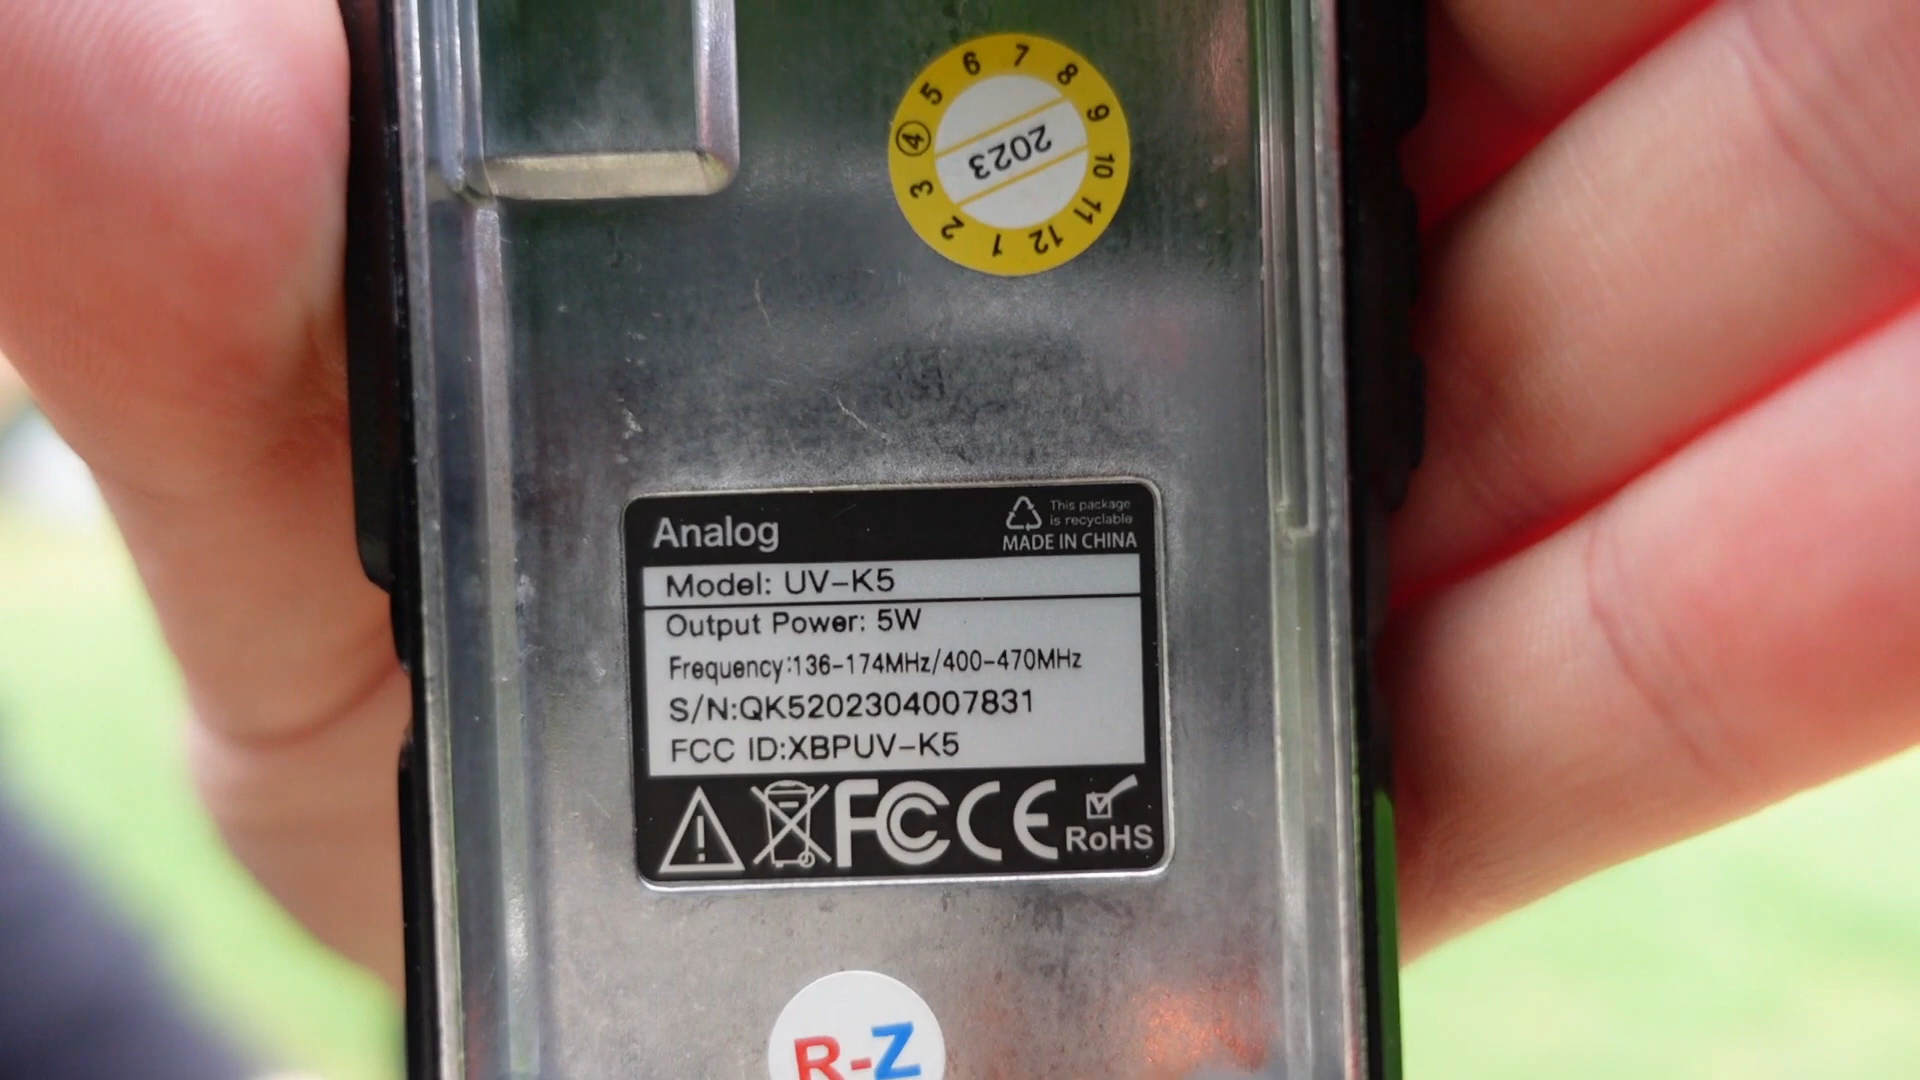 6 7 8
5 9
4 2023 10
3 11
2 1 12
Analog
This package
is recyclable
MADE IN CHINA
Model: UV-K5
Output Power: 5W
Frequency:136-174MHz/400-470MHz
S/N:QK5202304007831
FCC ID:XBPUV-K5
FC CE RoHS
R-Z